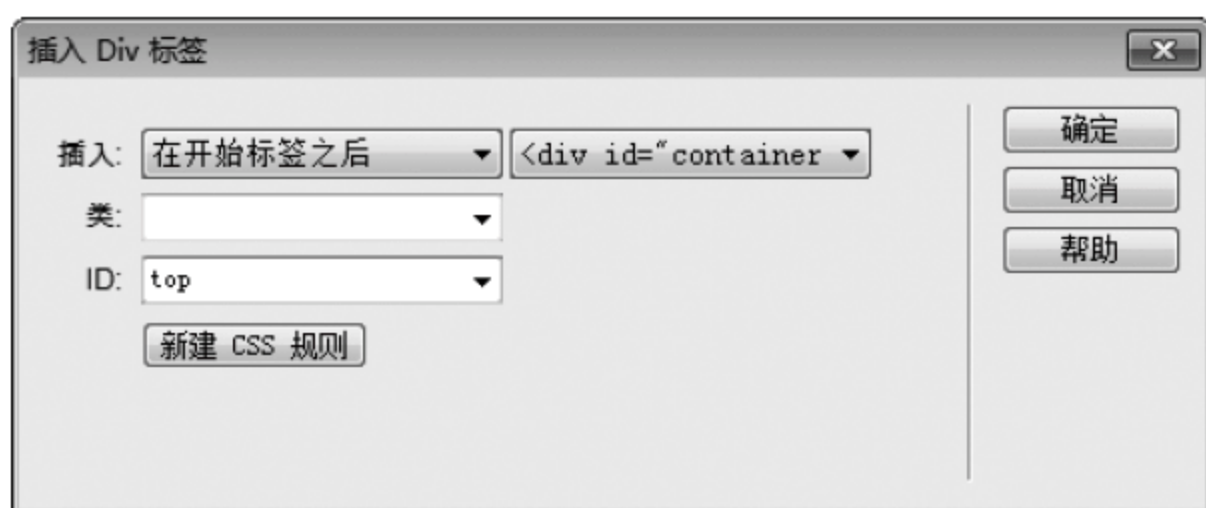 插入 Div 标签
插入: 在开始标签之后 <div id="container
类:
ID: top
新建 CSS 规则
确定
取消
帮助